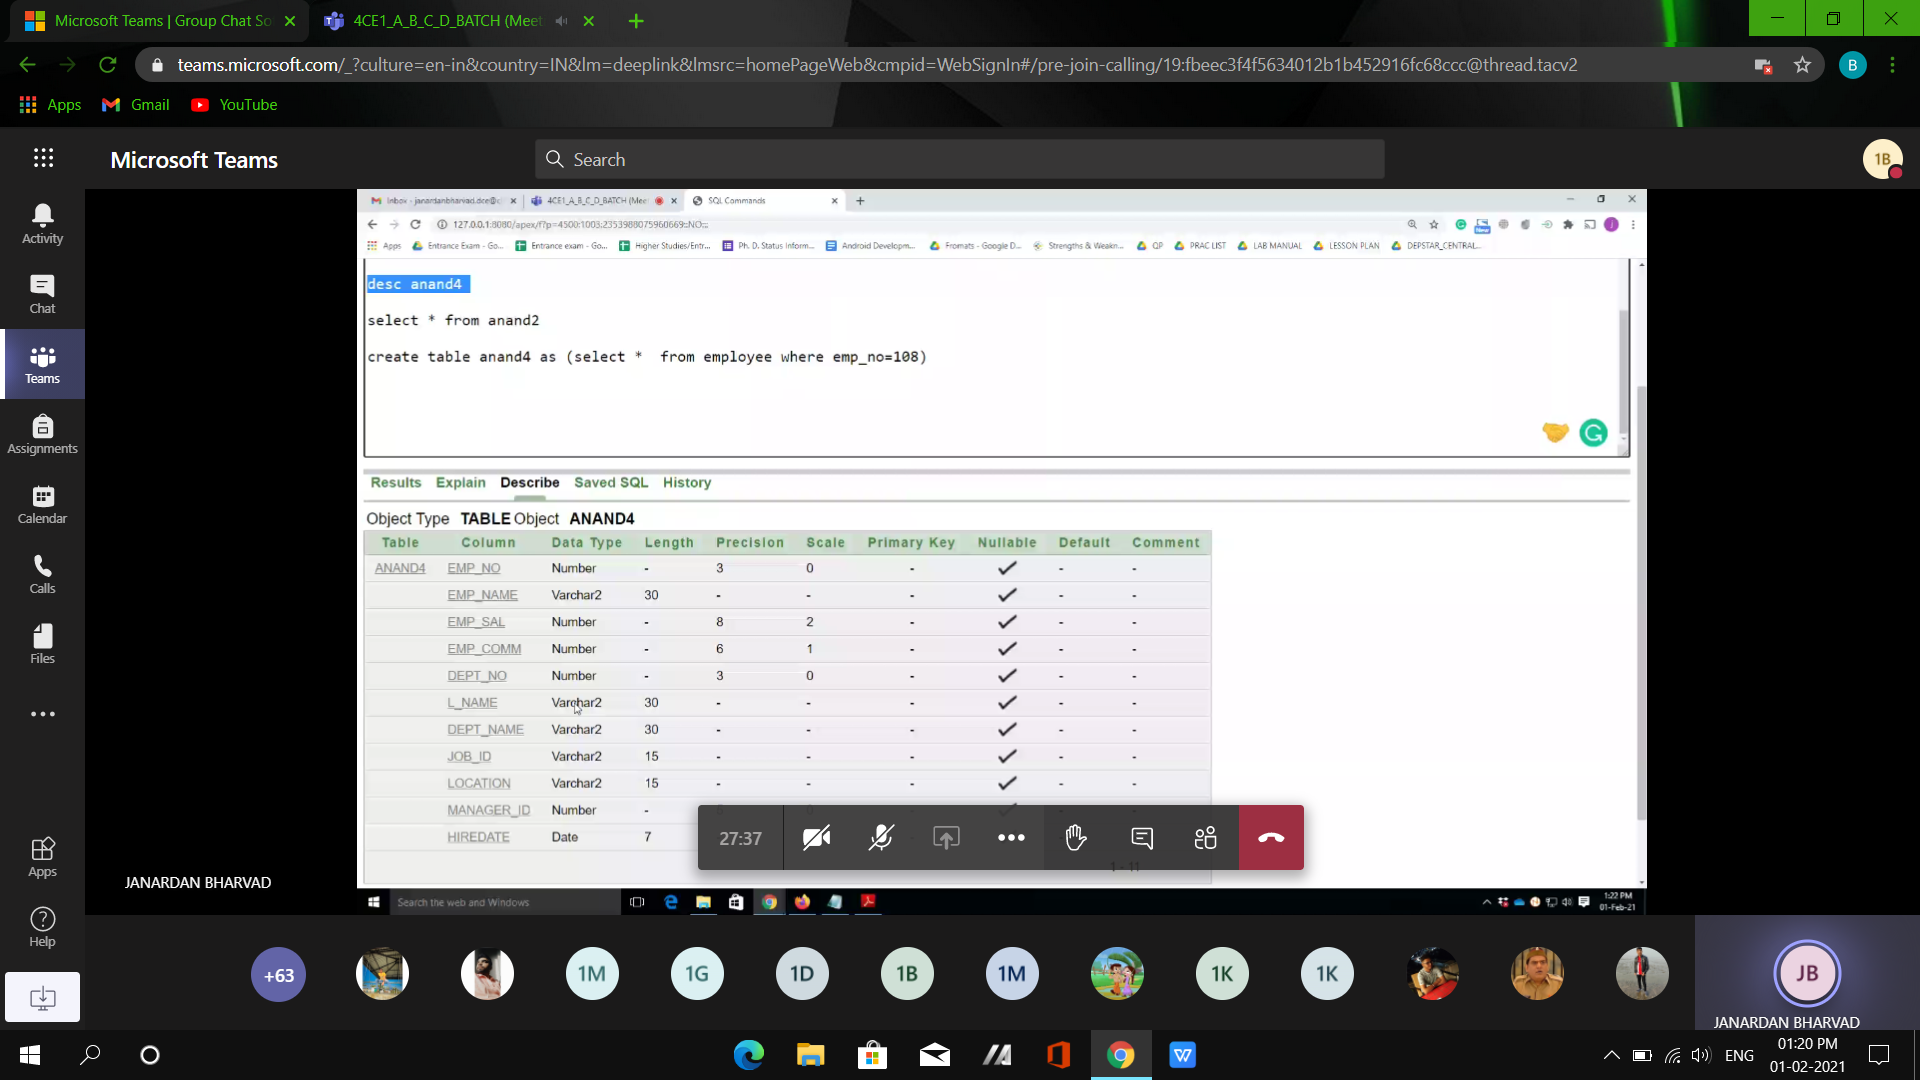 Microsoft Teams | Group Chat So
4CE1_A_B_C_D_BATCH (Meet
teams.microsoft.com/_?culture=en-in&country=IN&lm=deeplink&lmsrc=homePageWeb&cmpid=WebSignIn#/pre-join-calling/19:fbeec3f4f5634012b1b452916fc68ccc@thread.tacv2
B
Apps Gmail YouTube
Microsoft Teams
Search
1B
Activity
Chat
Teams
Assignments
Calendar
Calls
Files
Apps
Help
Inbox - janardanbharvad.dce@c 4CE1_A_B_C_D_BATCH (Meet SQL Commands
127.0.0.1:8080/apex/f?p=4500:1003:2353988075960669::NO:::
Apps Entrance Exam - Go... Entrance exam - Go... Higher Studies/Entr... Ph. D. Status Inform... Android Developm... Fromats - Google D... Strengths & Weakn... QP PRAC LIST LAB MANUAL LESSON PLAN DEPSTAR_CENTRAL...
desc anand4
select * from anand2
create table anand4 as (select * from employee where emp_no=108)
Results Explain Describe Saved SQL History
Object Type TABLE Object ANAND4
Table Column Data Type Length Precision Scale Primary Key Nullable Default Comment
ANAND4 EMP_NO Number - 3 0 - - -
EMP_NAME Varchar2 30 - - - - -
EMP_SAL Number - 8 2 - - -
EMP_COMM Number - 6 1 - - -
DEPT_NO Number - 3 0 - - -
L_NAME Varchar2 30 - - - - -
DEPT_NAME Varchar2 30 - - - - -
JOB_ID Varchar2 15 - - - - -
LOCATION Varchar2 15 - - - - -
MANAGER_ID Number -
HIREDATE Date 7
27:37
1 - 11
JANARDAN BHARVAD
Search the web and Windows
1:22 PM
01-Feb-21
+63 1M 1G 1D 1B 1M 1K 1K JB
JANARDAN BHARVAD
ENG
01:20 PM
01-02-2021